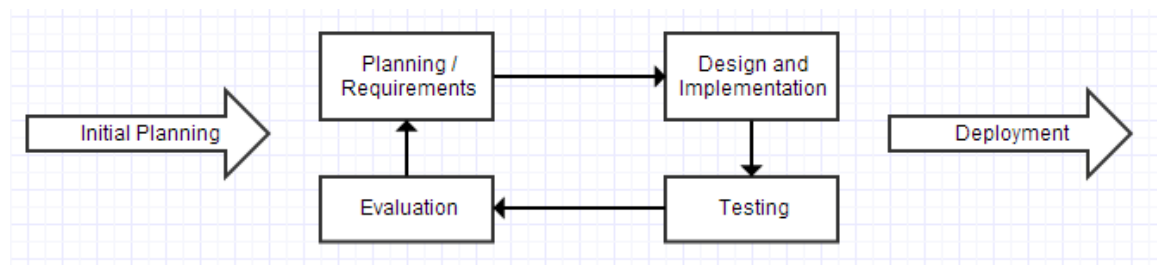 Initial Planning
Planning /
Requirements
Design and
Implementation
Testing
Evaluation
Deployment